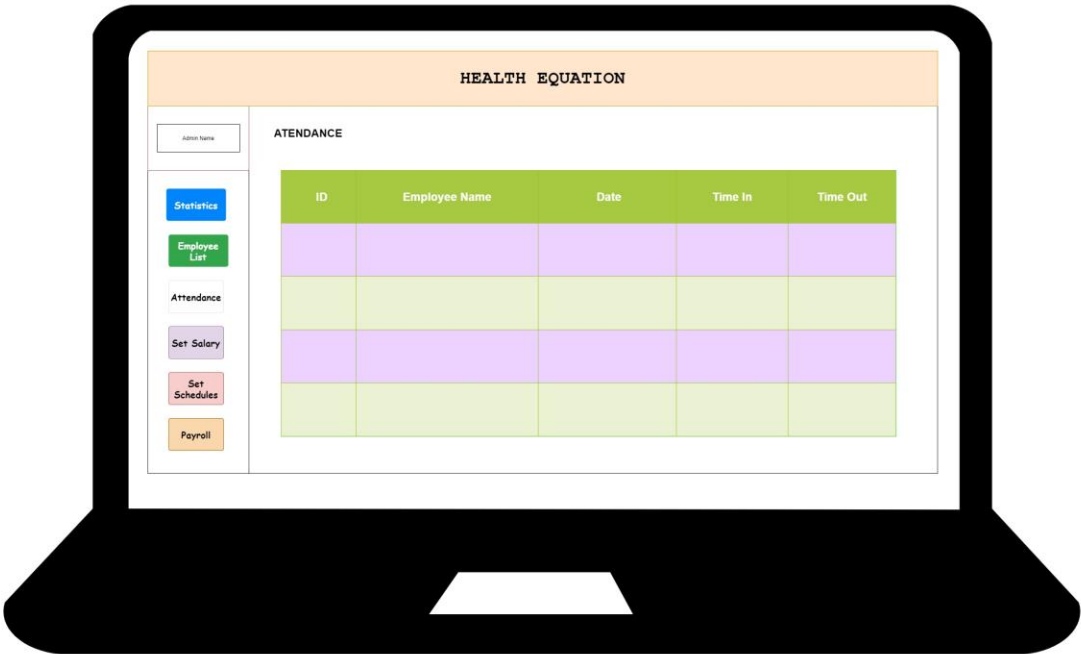 HEALTH EQUATION
Admin Name
ATENDANCE
Statistics
Employee
List
Attendance
Set Salary
Set
Schedules
Payroll
ID Employee Name Date Time In Time Out